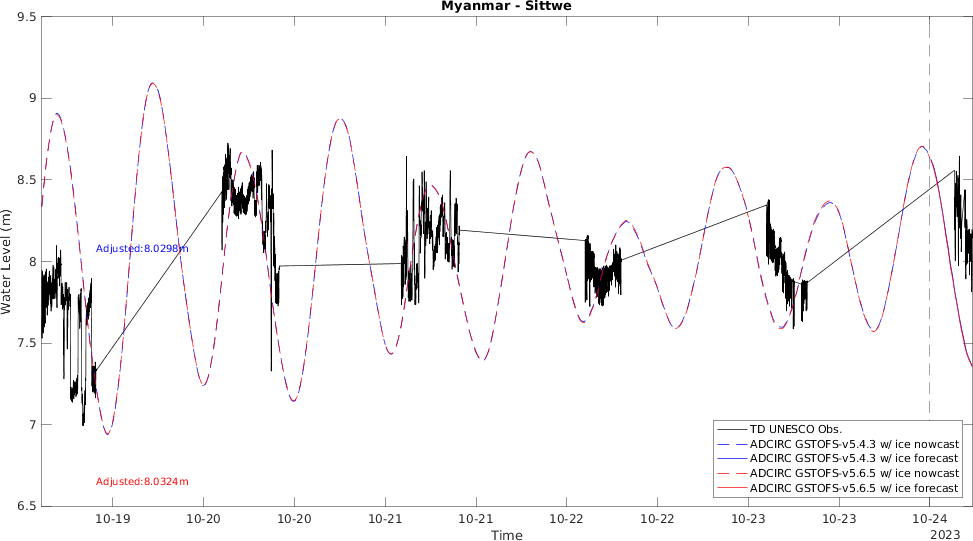 Myanmar - Sittwe
9.5
9
8.5
8
7.5
7
6.5
Water Level (m)
Adjusted:8.0298m
Adjusted:8.0324m
TD UNESCO Obs.
ADCIRC GSTOFS-v5.4.3 w/ ice nowcast
ADCIRC GSTOFS-v5.4.3 w/ ice forecast
ADCIRC GSTOFS-v5.6.5 w/ ice nowcast
ADCIRC GSTOFS-v5.6.5 w/ ice forecast
10-19 10-20 10-20 10-21 10-21 10-22 10-22 10-23 10-23 10-24
2023
Time